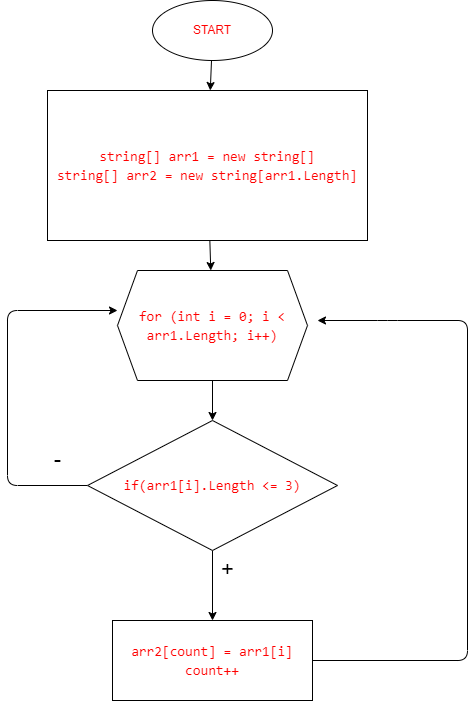 START
string[] arr1 = new string[]
string[] arr2 = new string[arr1.Length]
for (int i = 0; i <
arr1.Length; i++)
-
if(arr1[i].Length <= 3)
+
arr2[count] = arr1[i]
count++